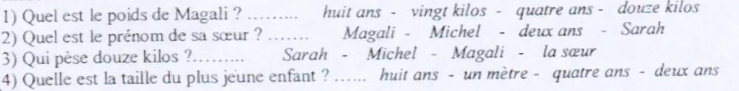 1) Quel est le poids de Magali ? ......... huit ans - vingt kilos - quatre ans - douze kilos
2) Quel est le prénom de sa sœur ? ....... Magali - Michel - deux ans - Sarah
3) Qui pèse douze kilos ?......... Sarah - Michel - Magali - la sœur
4) Quelle est la taille du plus jeune enfant ? ...... huit ans - un mètre - quatre ans - deux ans